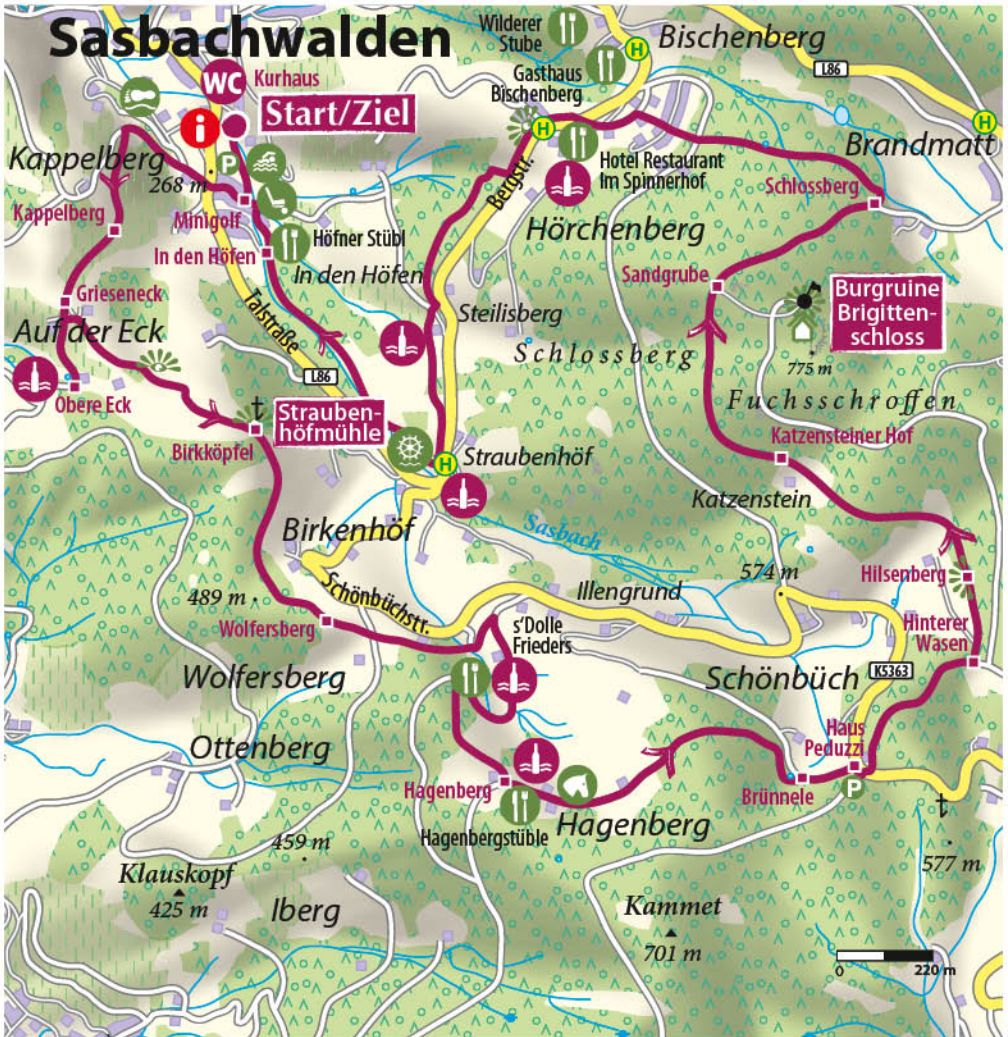 Sasbachwalden
Wilderer
Stube
Bischenberg
WC
Kurhaus
Gasthaus
Bischenberg
H
L86
Start/Ziel
i
H
H
Brandmatt
Kappelberg
268 m
P
Bergstr.
Hotel Restaurant
Im Spinnerhof
Schlossberg
Kappelberg
Minigolf
Hörchenberg
In den Höfen
Höfner Stübl
In den Höfen
Sandgrube
Grieseneck
Talstraße
Steilisberg
Burgruine
Brigitten-
schloss
Auf der Eck
Schlossberg
775 m
L86
Obere Eck
Fuchsschroffen
Strauben-
höfmühle
Birkköpfel
Katzensteiner Hof
H
Straubenhöf
Katzenstein
Birkenhöf
Sasbach
574 m
Hilsenberg
489 m
Schönbüchstr.
Illengrund
Wolfersberg
s'Dolle
Frieders
Hinterer
Wasen
Wolfersberg
Schönbüch
K5363
Ottenberg
Haus
Peduzzi
Hagenberg
Brünnele
P
Hagenbergstüble
Hagenberg
459 m
577 m
Klauskopf
425 m
Iberg
Kammet
701 m
0
220 m